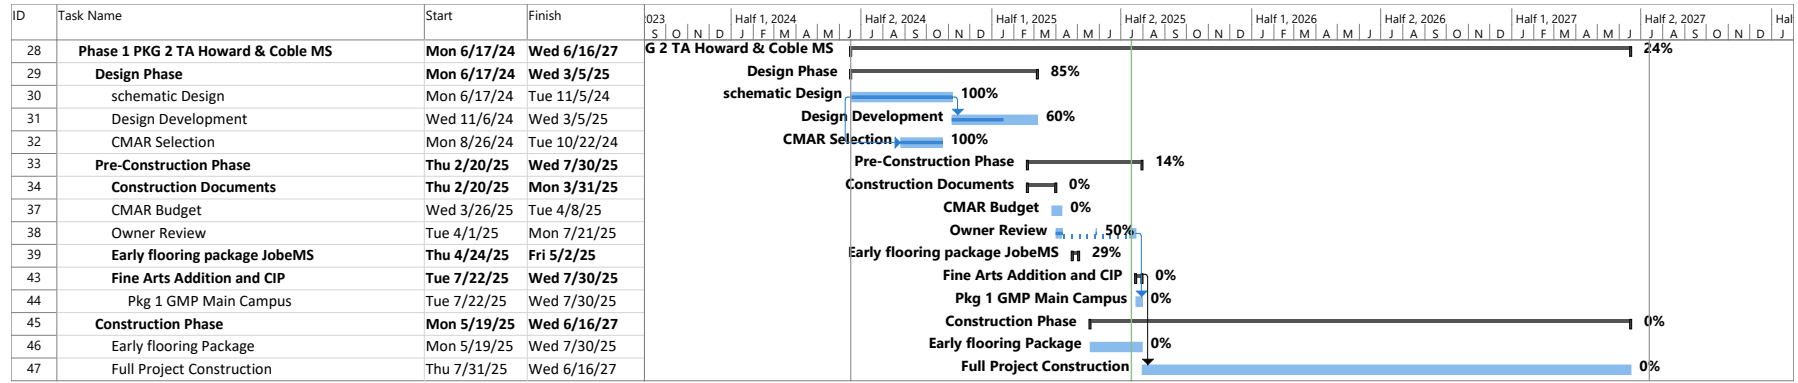 ID Task Name Start Finish 2023 Half 1, 2024 Half 2, 2024 Half 1, 2025 Half 2, 2025 Half 1, 2026 Half 2, 2026 Half 1, 2027 Half 2, 2027 Hal
S O N D J F M A M J J A S O N D J F M A M J J A S O N D J F M A M J J A S O N D J F M A M J J A S O N D J
28 Phase 1 PKG 2 TA Howard & Coble MS Mon 6/17/24 Wed 6/16/27 G 2 TA Howard & Coble MS 24%
29 Design Phase Mon 6/17/24 Wed 3/5/25 Design Phase 85%
30 schematic Design Mon 6/17/24 Tue 11/5/24 schematic Design 100%
31 Design Development Wed 11/6/24 Wed 3/5/25 Design Development 60%
32 CMAR Selection Mon 8/26/24 Tue 10/22/24 CMAR Selection 100%
33 Pre-Construction Phase Thu 2/20/25 Wed 7/30/25 Pre-Construction Phase 14%
34 Construction Documents Thu 2/20/25 Mon 3/31/25 Construction Documents 0%
37 CMAR Budget Wed 3/26/25 Tue 4/8/25 CMAR Budget 0%
38 Owner Review Tue 4/1/25 Mon 7/21/25 Owner Review 50%
39 Early flooring package JobeMS Thu 4/24/25 Fri 5/2/25 Early flooring package JobeMS 29%
43 Fine Arts Addition and CIP Tue 7/22/25 Wed 7/30/25 Fine Arts Addition and CIP 0%
44 Pkg 1 GMP Main Campus Tue 7/22/25 Wed 7/30/25 Pkg 1 GMP Main Campus 0%
45 Construction Phase Mon 5/19/25 Wed 6/16/27 Construction Phase 0%
46 Early flooring Package Mon 5/19/25 Wed 7/30/25 Early flooring Package 0%
47 Full Project Construction Thu 7/31/25 Wed 6/16/27 Full Project Construction 0%